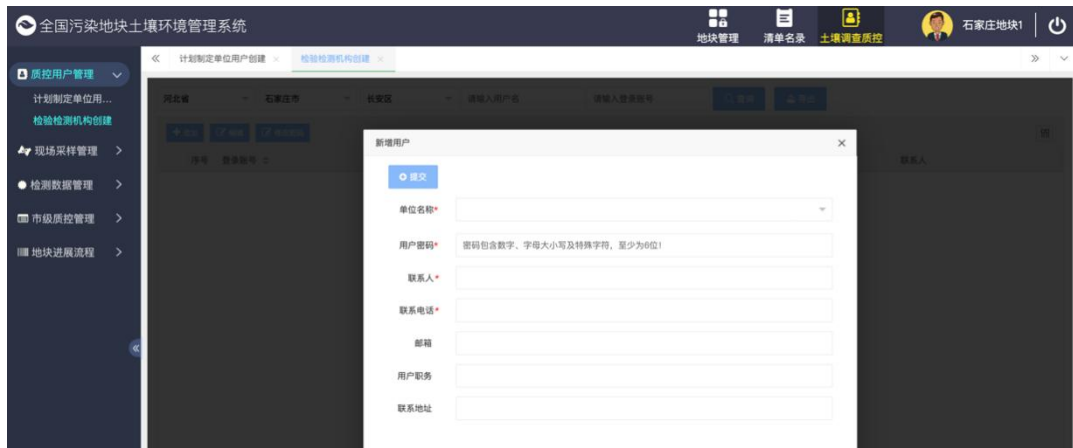 全国污染地块土壤环境管理系统
地块管理 清单名录 土壤调查质控 石家庄地块1
质控用户管理
计划制定单位用...
检验检测机构创建
现场采样管理
检测数据管理
市级质控管理
地块进展流程
计划制定单位用户创建 × 检验检测机构创建 ×
河北省 石家庄市 长安区 请输入用户名 请输入登录账号 查询 导出
序号 登录账号 联系人
新增用户 ×
提交
单位名称*
用户密码* 密码包含数字、字母大小写及特殊字符，至少为6位!
联系人*
联系电话*
邮箱
用户职务
联系地址